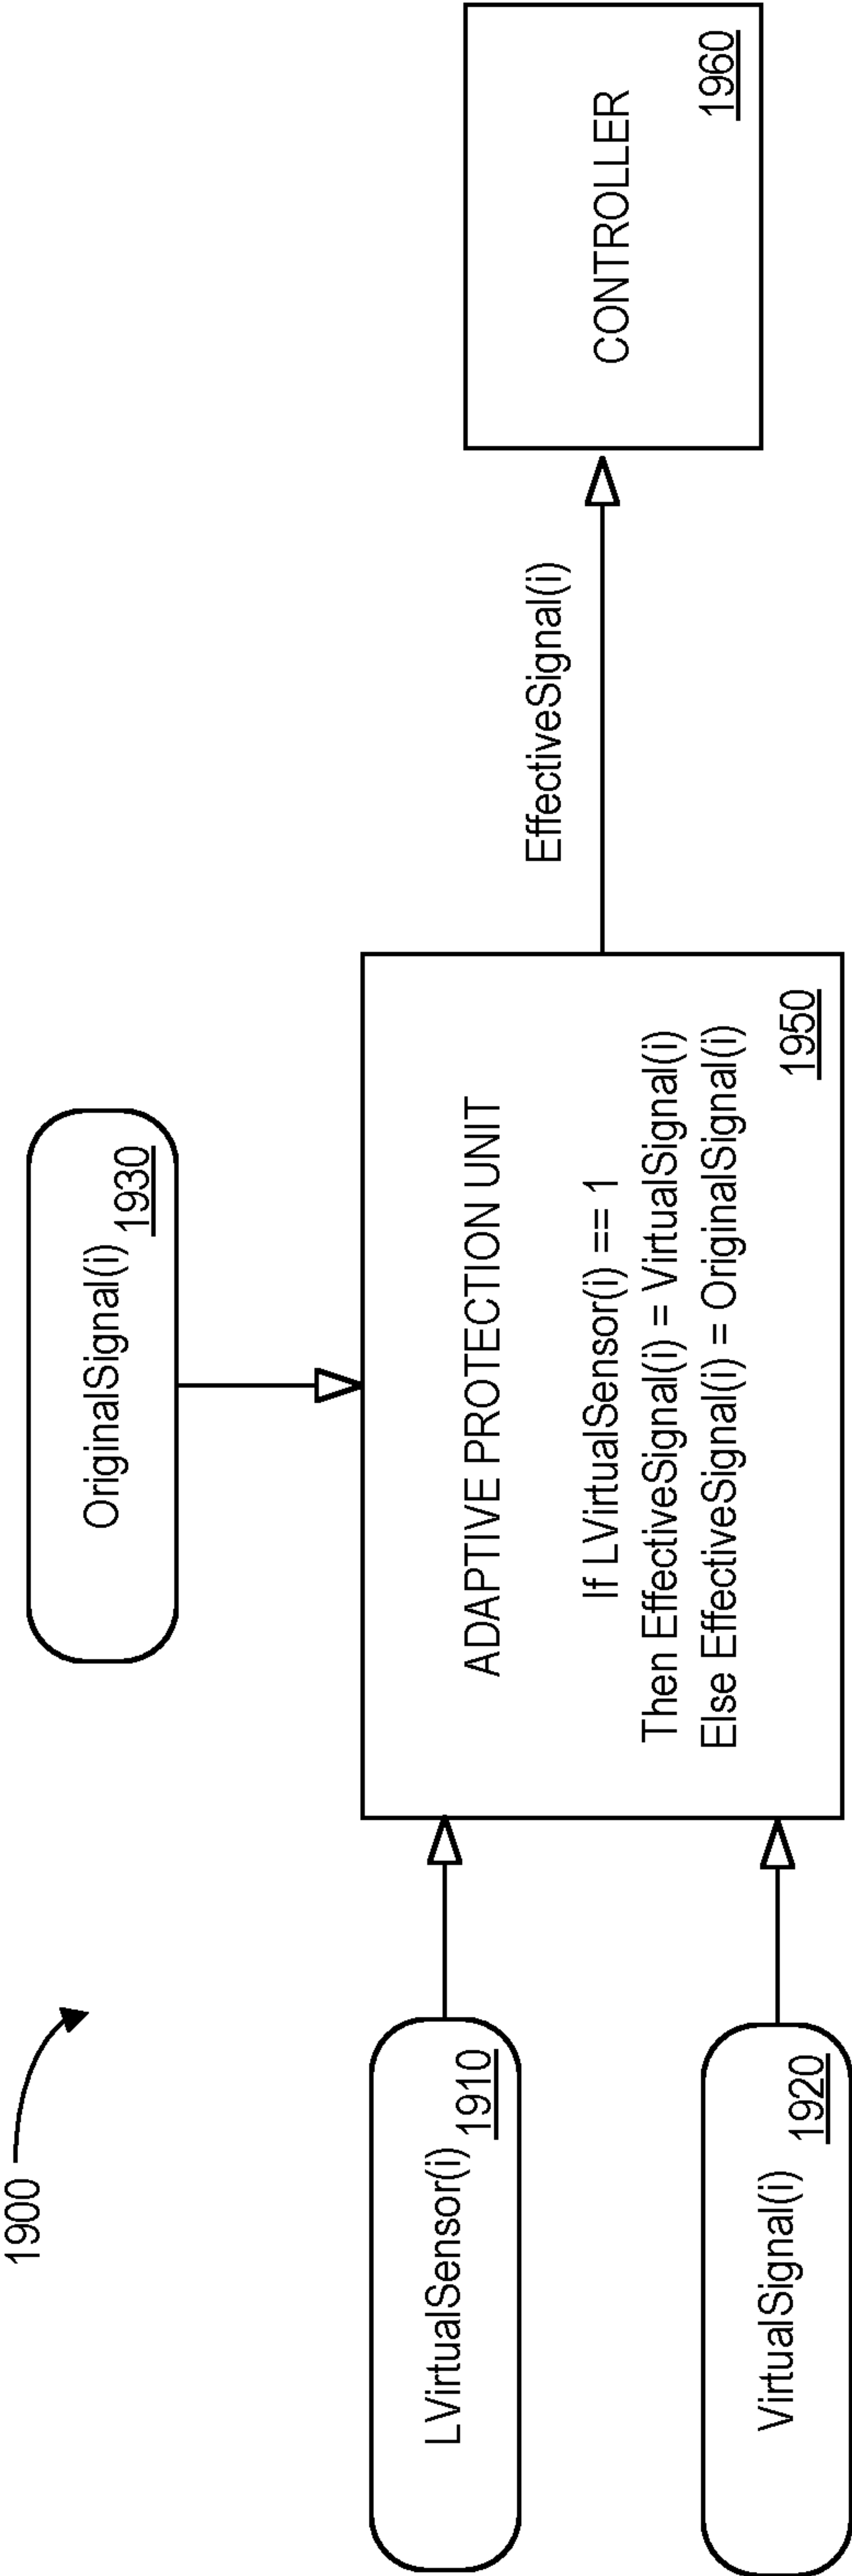 1900
OriginalSignal(i)
1930
LVirtualSensor(i)
1910
VirtualSignal(i)
1920
ADAPTIVE PROTECTION UNIT
If LVirtualSensor(i) == 1
Then EffectiveSignal(i) = VirtualSignal(i)
Else EffectiveSignal(i) = OriginalSignal(i)
1950
EffectiveSignal(i)
CONTROLLER
1960